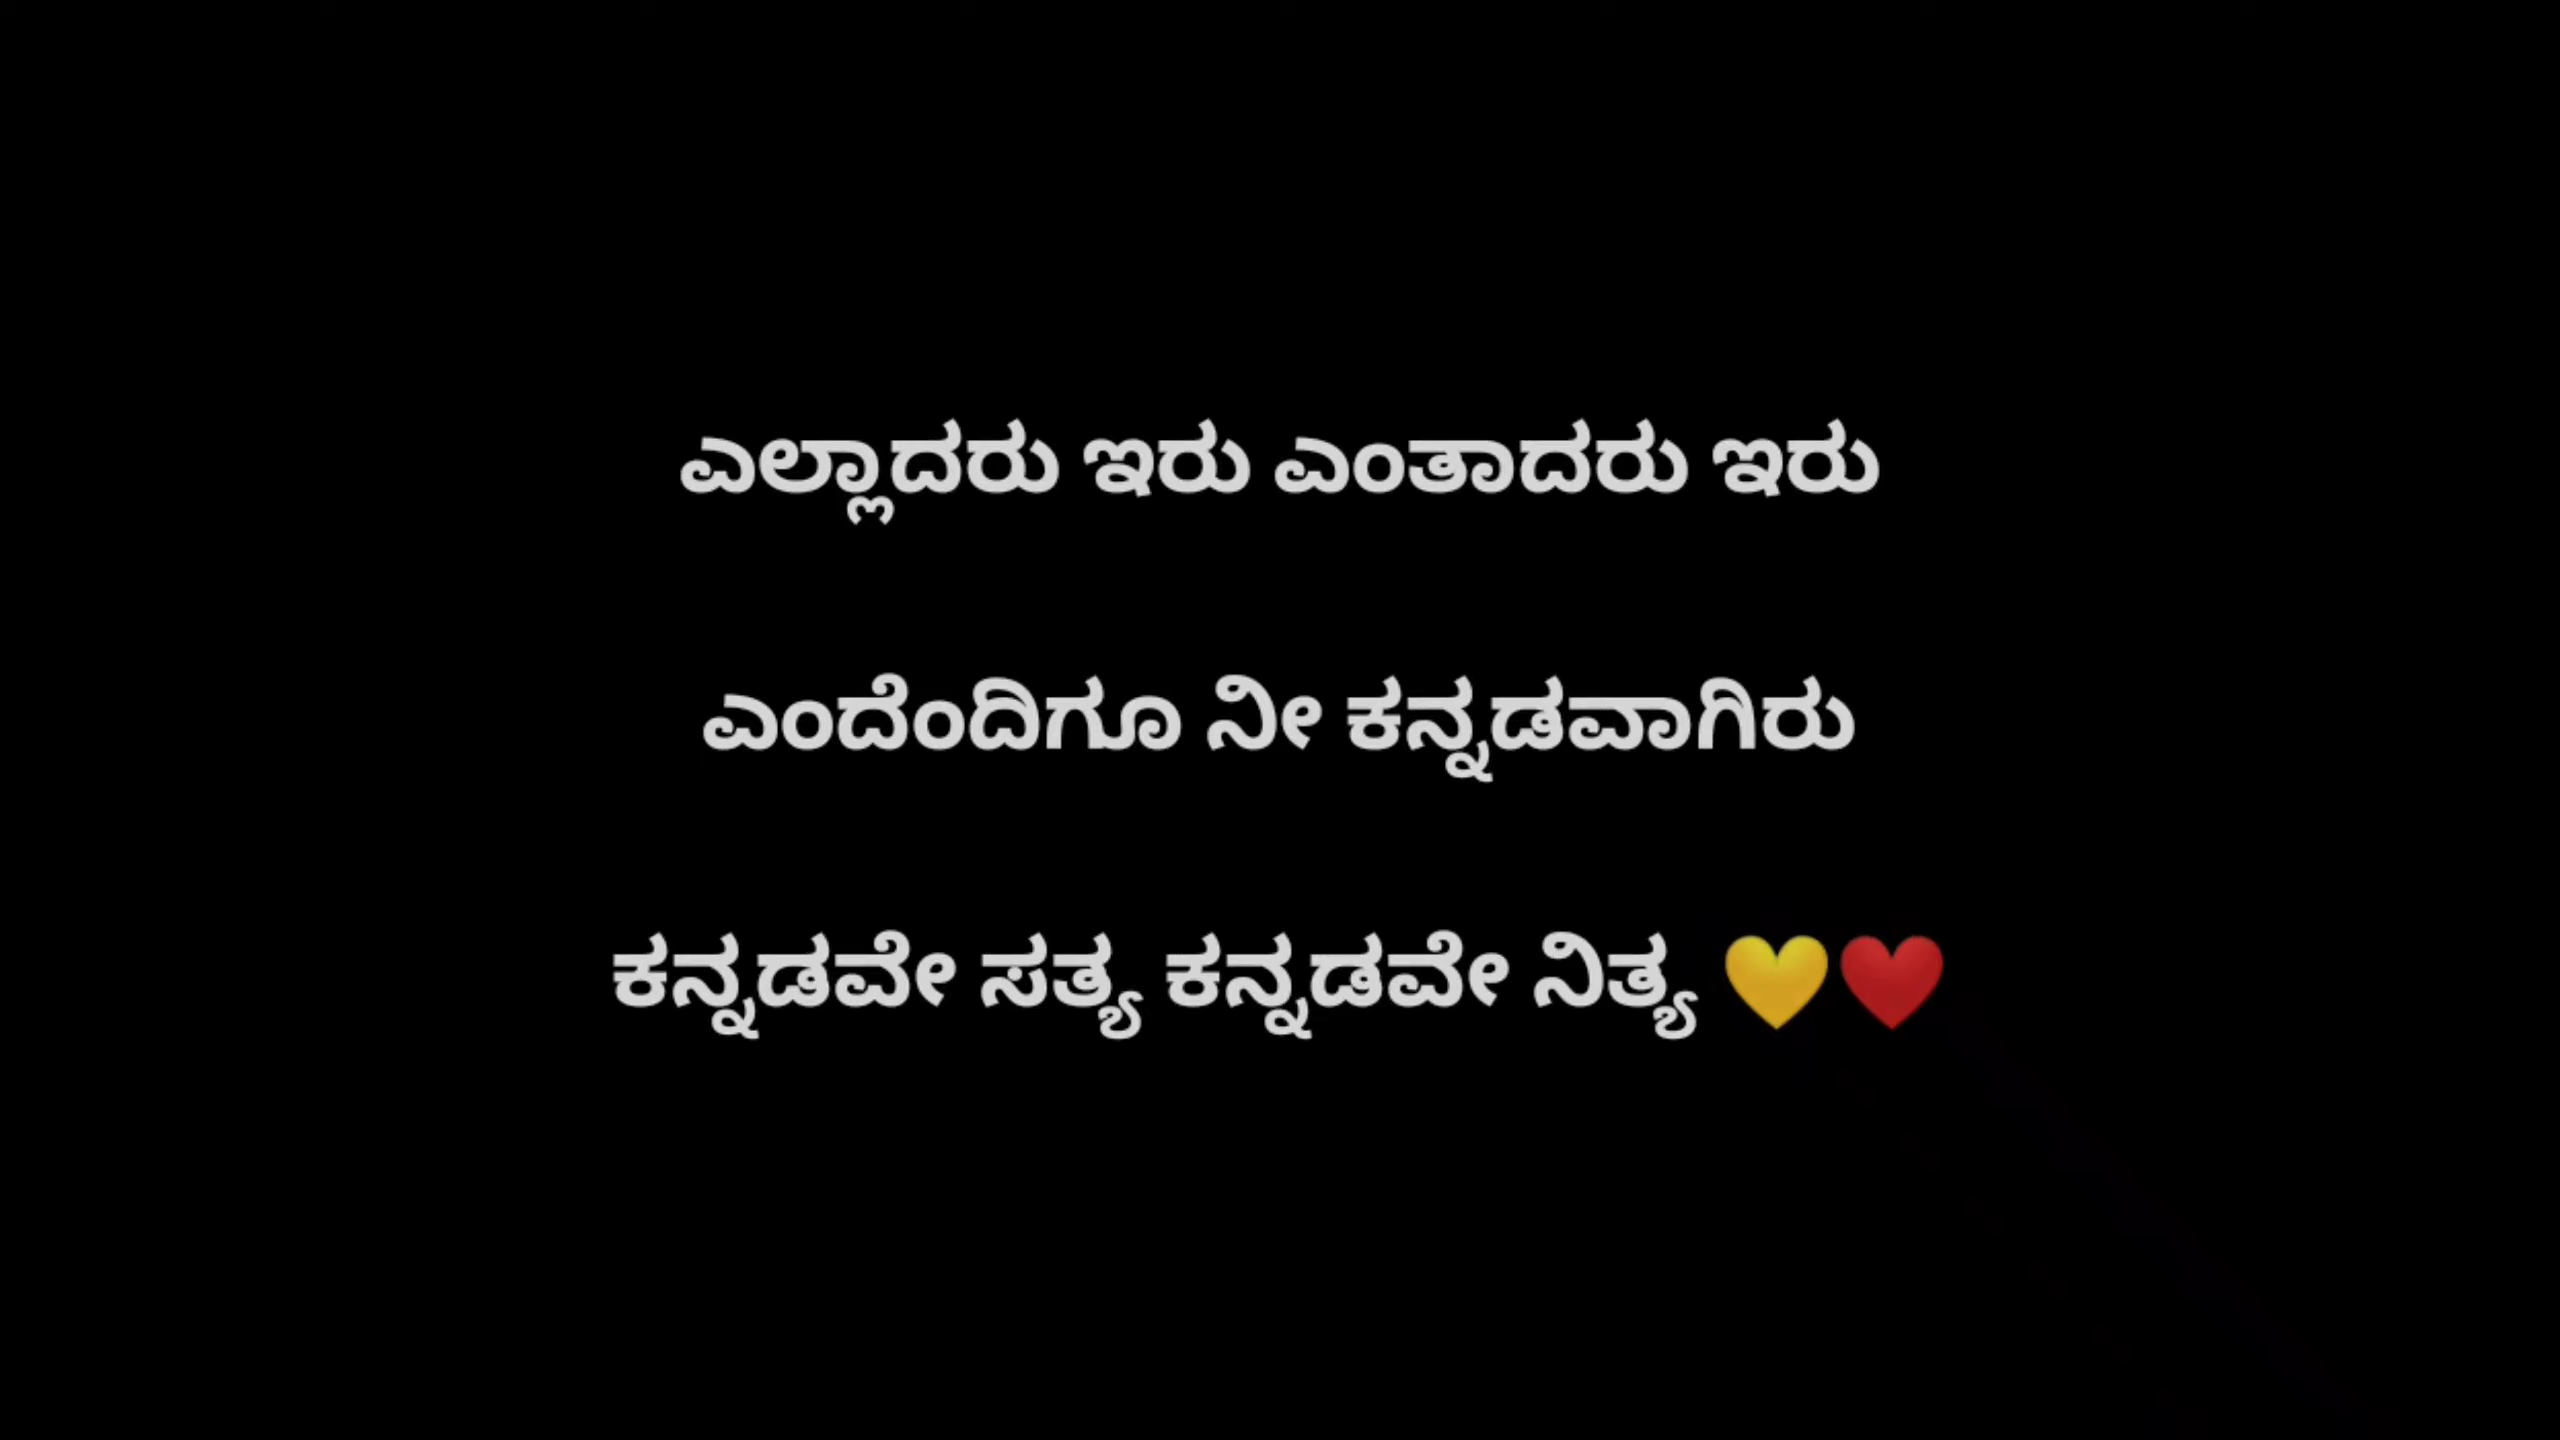 ಎಲ್ಲಾದರು ಇರು ಎಂತಾದರು ಇರು
ಎಂದೆಂದಿಗೂ ನೀ ಕನ್ನಡವಾಗಿರು
ಕನ್ನಡವೇ ಸತ್ಯ ಕನ್ನಡವೇ ನಿತ್ಯ 💛❤️